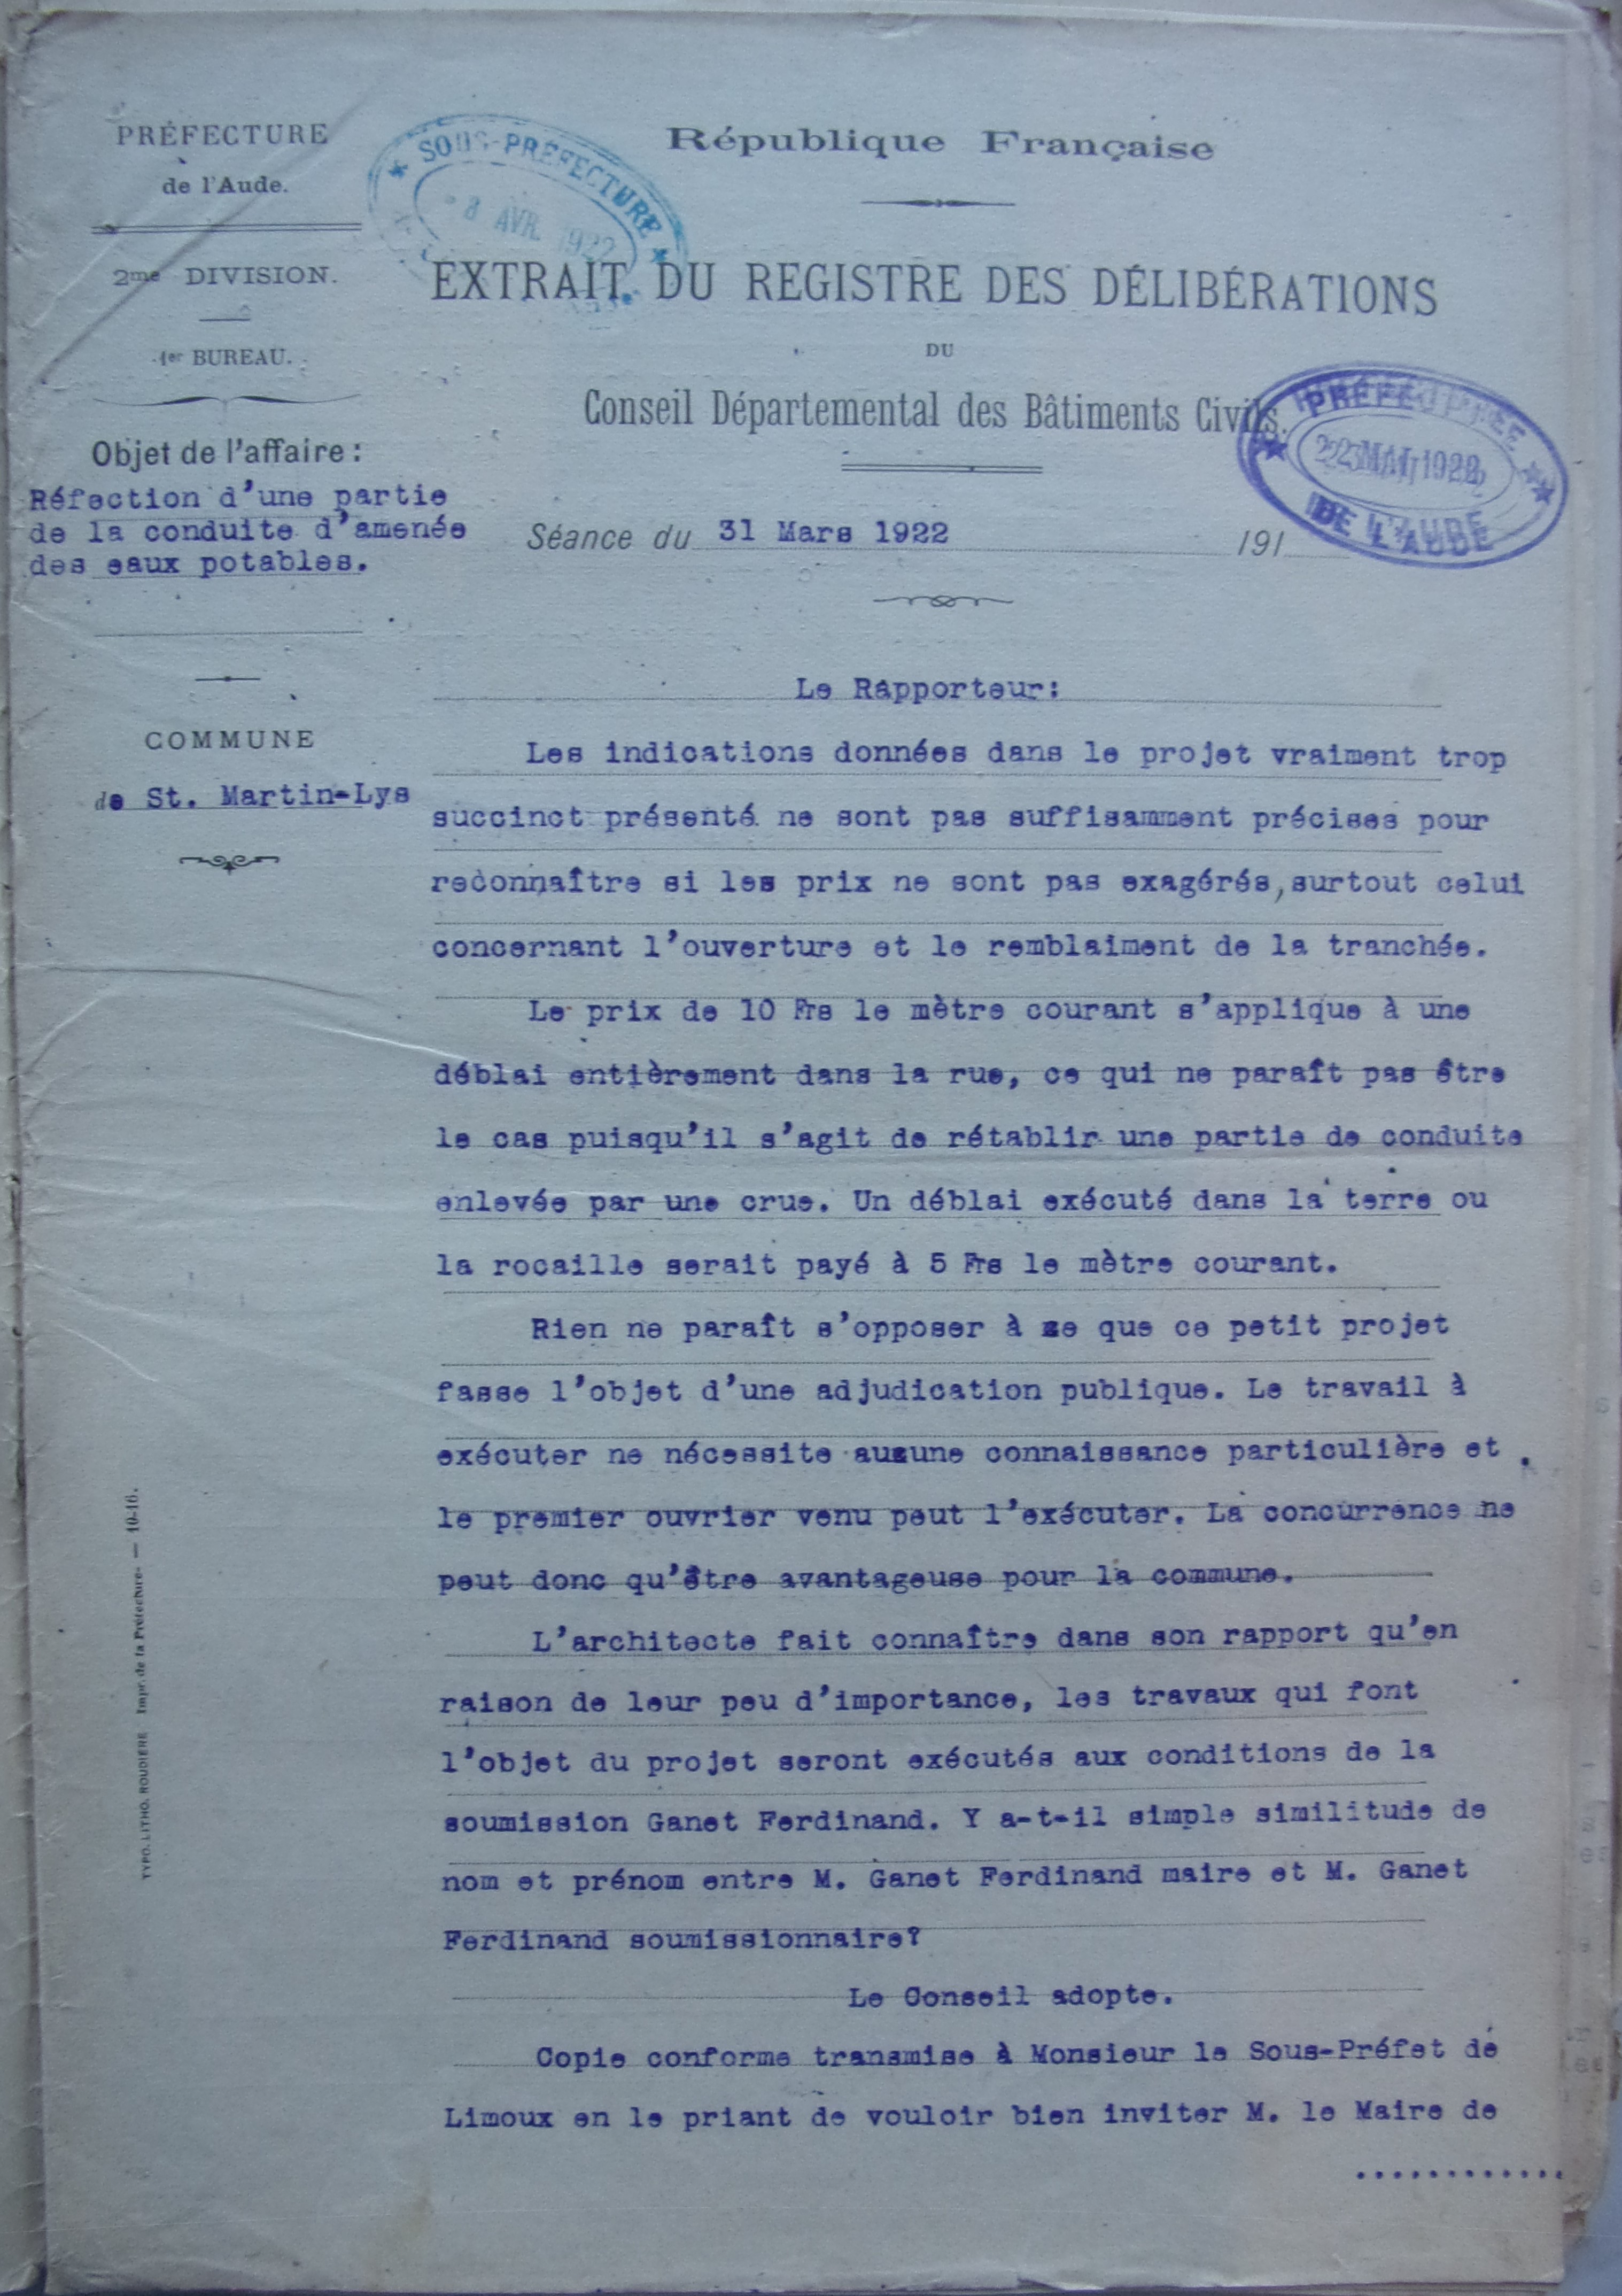 PRÉFECTURE
de l'Aude.
2me DIVISION.
1er BUREAU.
Objet de l'affaire :
Réfection d'une partie
de la conduite d'amenée
des eaux potables.
COMMUNE
de St. Martin-Lys
SOUS-PRÉFECTURE
8 AVR. 1922
République Française
EXTRAIT DU REGISTRE DES DÉLIBÉRATIONS
DU
Conseil Départemental des Bâtiments Civils.
PRÉFECTURE
MAI 1922
DE L'AUDE
Séance du 31 Mars 1922 191
Le Rapporteur:
Les indications données dans le projet vraiment trop
succinct présenté ne sont pas suffisamment précises pour
reconnaître si les prix ne sont pas exagérés, surtout celui
concernant l'ouverture et le remblaiment de la tranchée.
Le prix de 10 Frs le mètre courant s'applique à une
déblai entièrement dans la rue, ce qui ne paraît pas être
le cas puisqu'il s'agit de rétablir une partie de conduite
enlevée par une crue. Un déblai exécuté dans la terre ou
la rocaille serait payé à 5 Frs le mètre courant.
Rien ne paraît s'opposer à ce que ce petit projet
fasse l'objet d'une adjudication publique. Le travail à
exécuter ne nécessite aucune connaissance particulière et
le premier ouvrier venu peut l'exécuter. La concurrence ne
peut donc qu'être avantageuse pour la commune.
L'architecte fait connaître dans son rapport qu'en
raison de leur peu d'importance, les travaux qui font
l'objet du projet seront exécutés aux conditions de la
soumission Ganet Ferdinand. Y a-t-il simple similitude de
nom et prénom entre M. Ganet Ferdinand maire et M. Ganet
Ferdinand soumissionnaire?
Le Conseil adopte.
Copie conforme transmise à Monsieur le Sous-Préfet de
Limoux en le priant de vouloir bien inviter M. le Maire de
............
TYPO. LITHO. ROUDIÈRE Impr. de la Préfecture — 10-16.